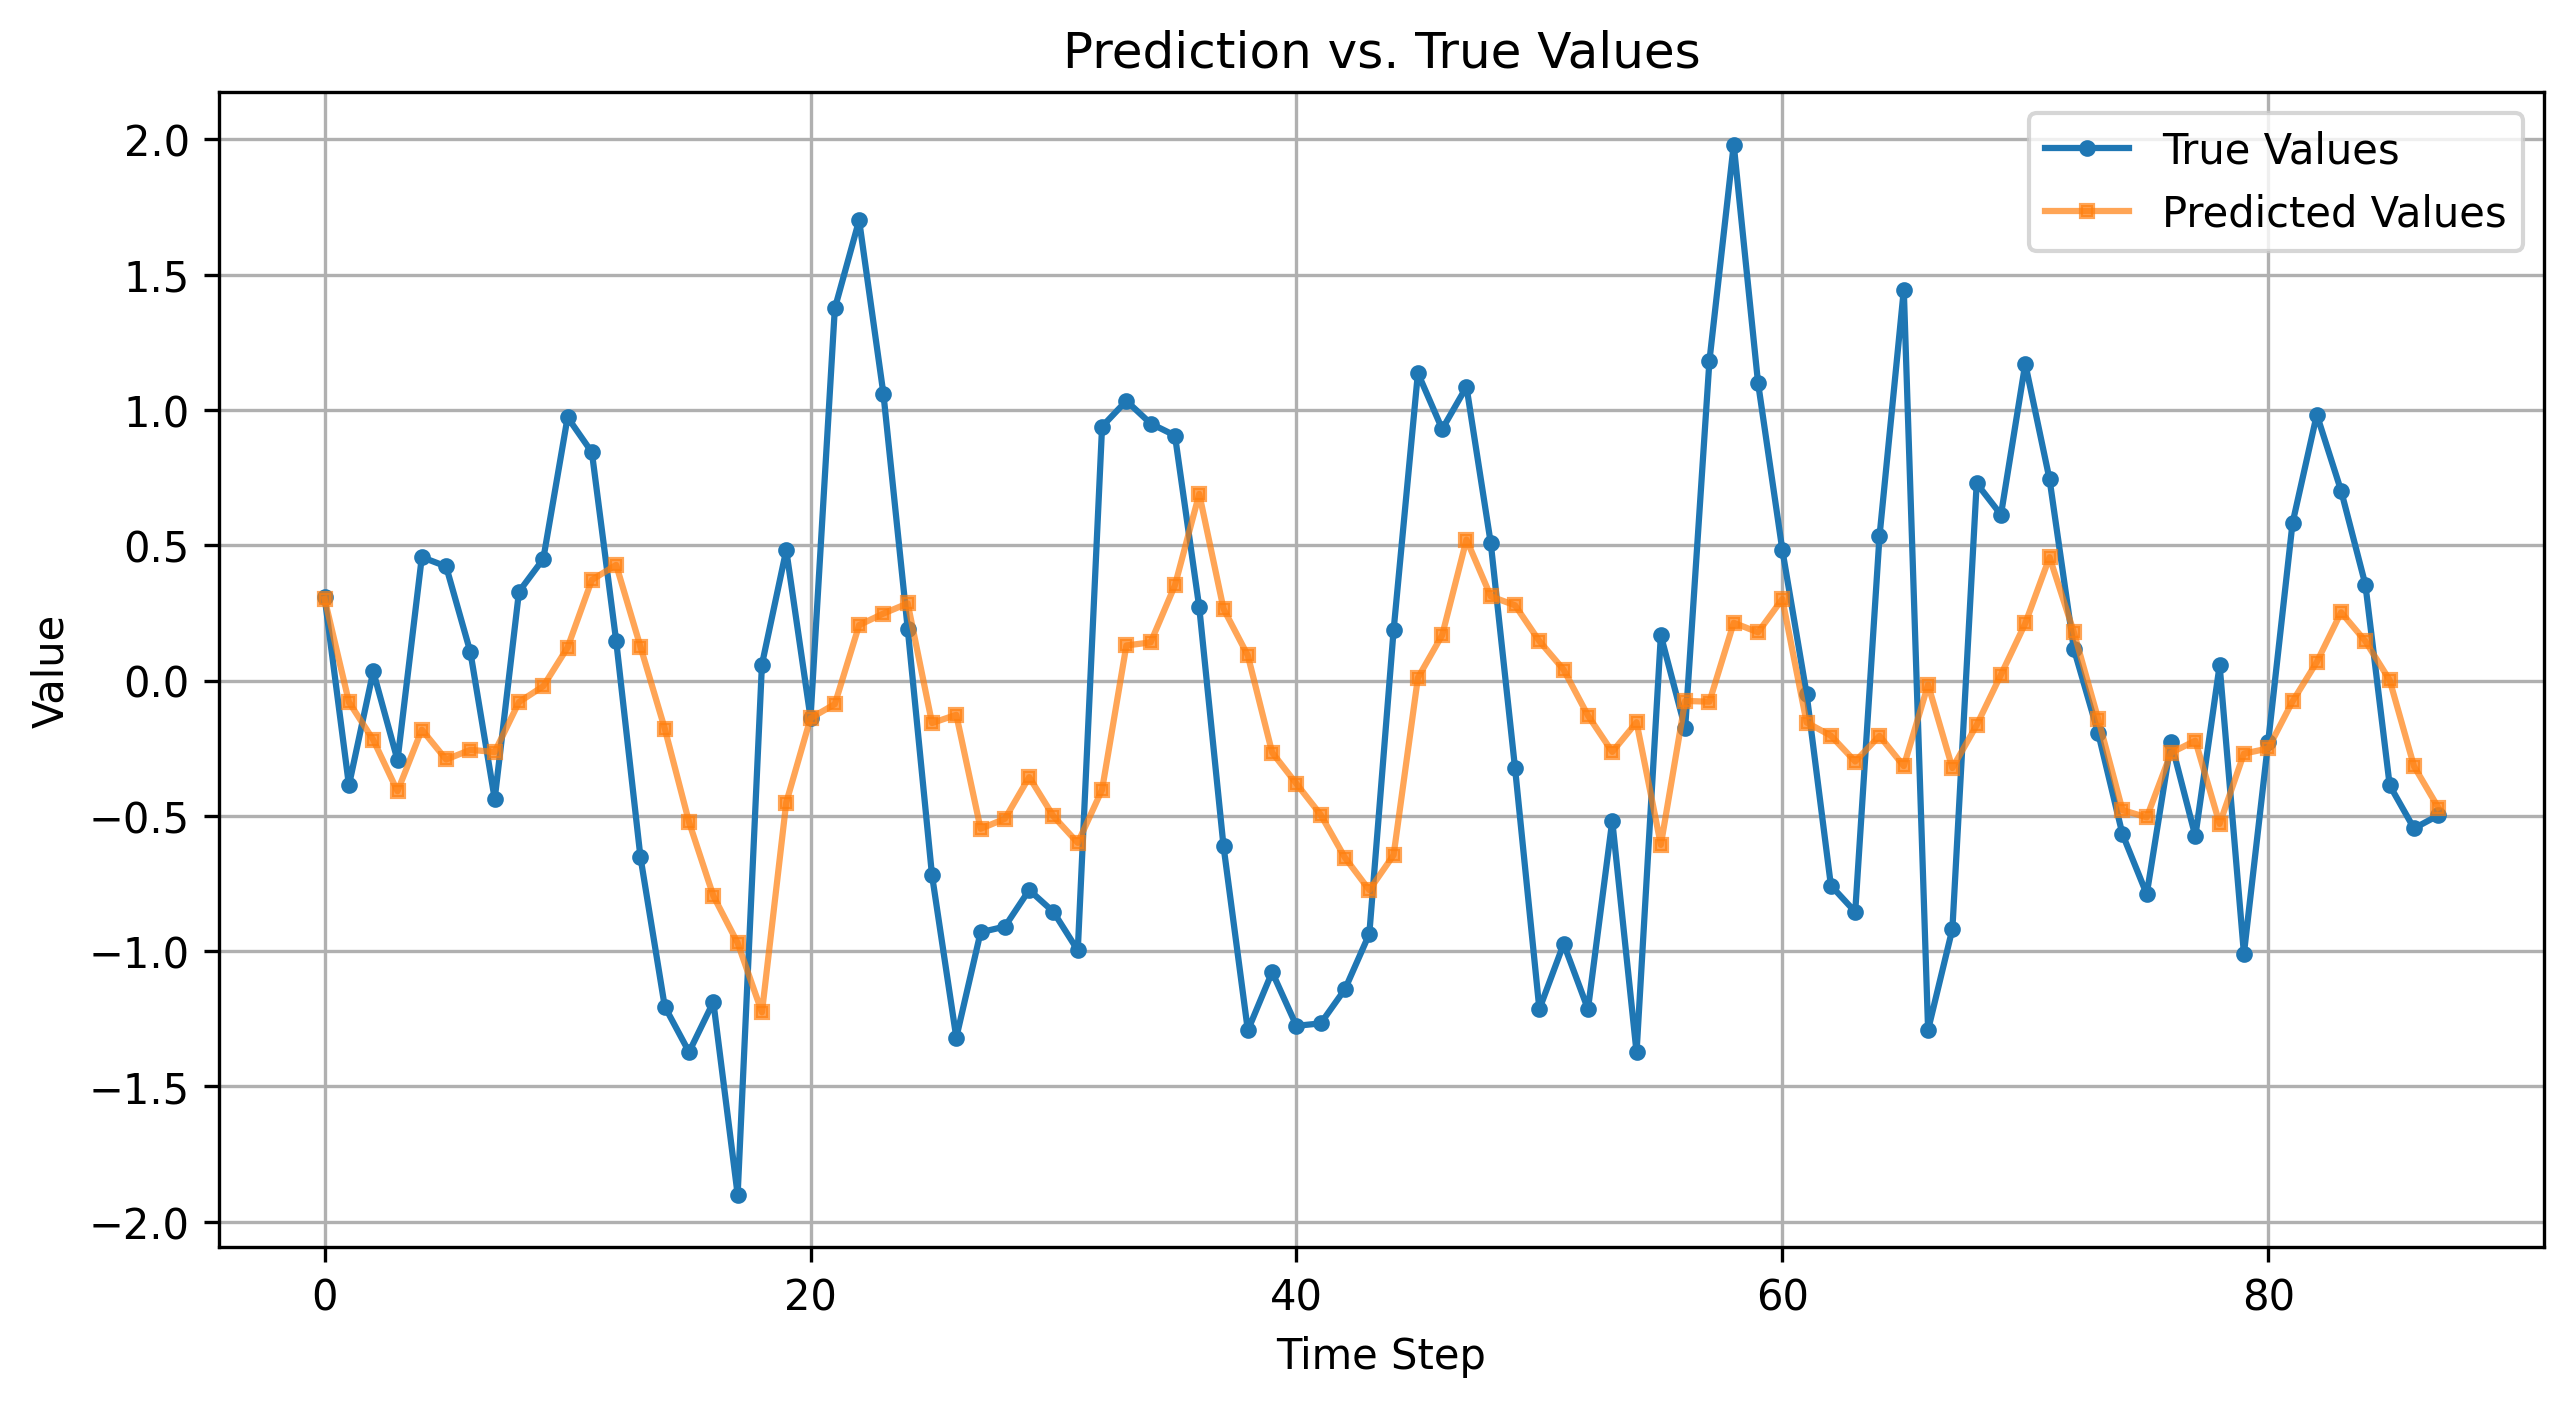 Prediction vs. True Values
True Values
Predicted Values
2.0
1.5
1.0
0.5
0.0
−0.5
−1.0
−1.5
−2.0
Value
0 20 40 60 80
Time Step